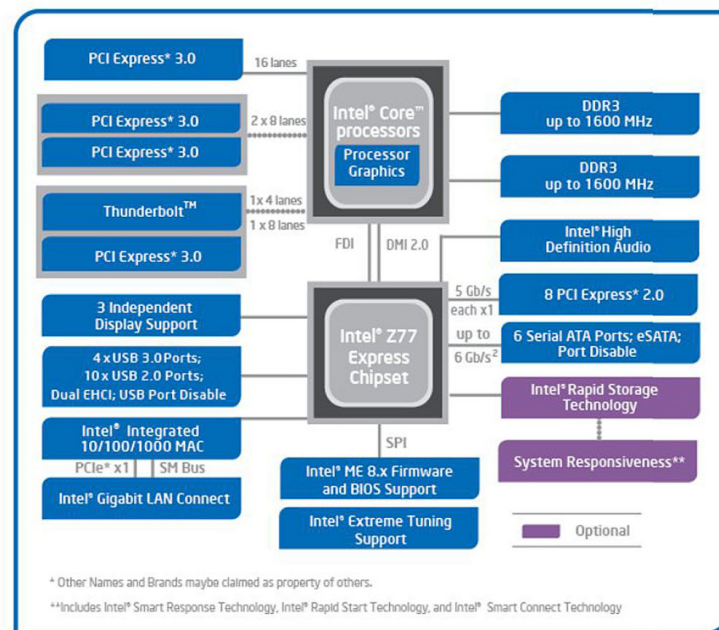 PCI Express* 3.0
16 lanes
PCI Express* 3.0
2 x 8 lanes
PCI Express* 3.0
Thunderbolt™
1x 4 lanes
1 x 8 lanes
PCI Express* 3.0
Intel® Core™
processors
Processor
Graphics
DDR3
up to 1600 MHz
DDR3
up to 1600 MHz
FDI
DMI 2.0
Intel® High
Definition Audio
5 Gb/s
each x1
8 PCI Express* 2.0
up to
6 Gb/s²
6 Serial ATA Ports; eSATA;
Port Disable
Intel® Z77
Express
Chipset
3 Independent
Display Support
4 x USB 3.0 Ports;
10 x USB 2.0 Ports;
Dual EHCI; USB Port Disable
Intel® Integrated
10/100/1000 MAC
PCIe* x1
SM Bus
Intel® Gigabit LAN Connect
SPI
Intel® ME 8.x Firmware
and BIOS Support
Intel® Extreme Tuning
Support
Intel® Rapid Storage
Technology
System Responsiveness**
Optional
* Other Names and Brands maybe claimed as property of others.
**Includes Intel® Smart Response Technology, Intel® Rapid Start Technology, and Intel® Smart Connect Technology